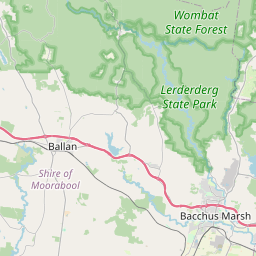 Wombat
State Forest
Lerderderg
State Park
Ballan
Shire of
Moorabool
Bacchus Marsh